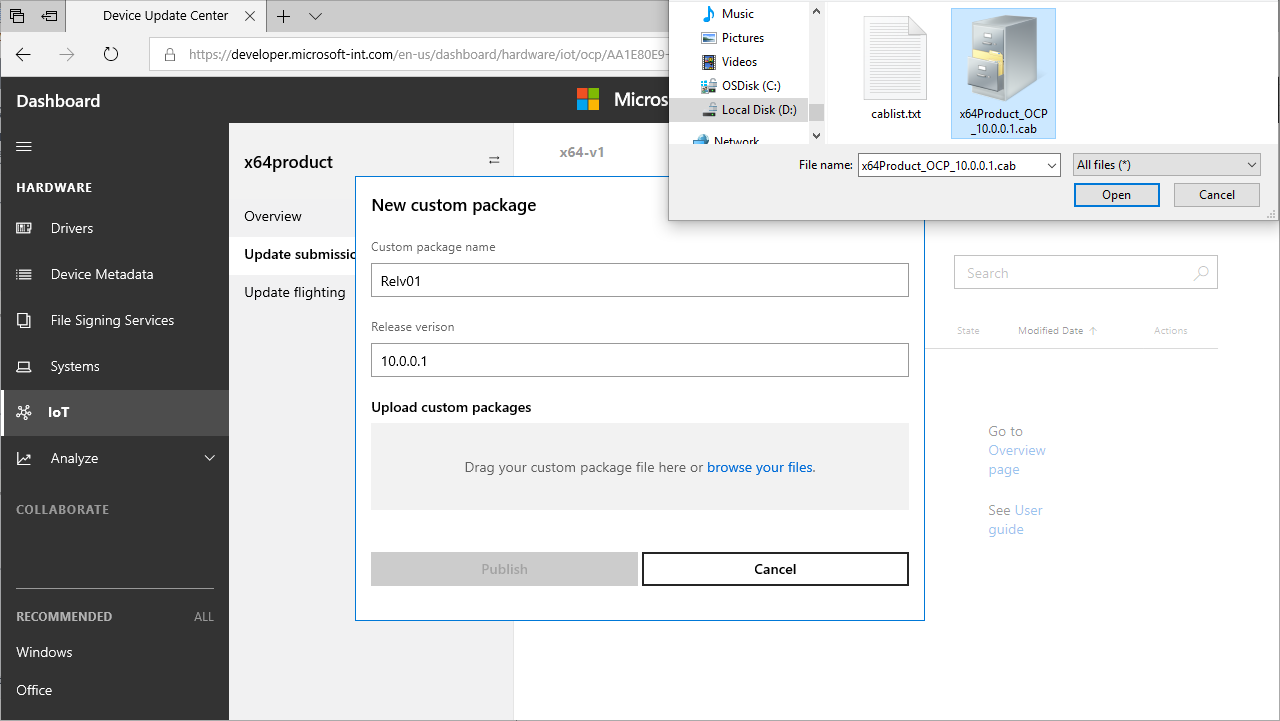 Device Update Center
https://developer.microsoft-int.com/en-us/dashboard/hardware/iot/ocp/AA1E80F9-
Dashboard
Micros
HARDWARE
Drivers
Device Metadata
File Signing Services
Systems
IoT
Analyze
COLLABORATE
RECOMMENDED ALL
Windows
Office
x64product
Overview
Update submissio
Update flighting
x64-v1
New custom package
Custom package name
Relv01
Release verison
10.0.0.1
Upload custom packages
Drag your custom package file here or browse your files.
Publish
Cancel
Music
Pictures
Videos
OSDisk (C:)
Local Disk (D:)
Network
cablist.txt
x64Product_OCP
_10.0.0.1.cab
File name: x64Product_OCP_10.0.0.1.cab
All files (*)
Open
Cancel
Search
State Modified Date Actions
Go to
Overview
page
See User
guide